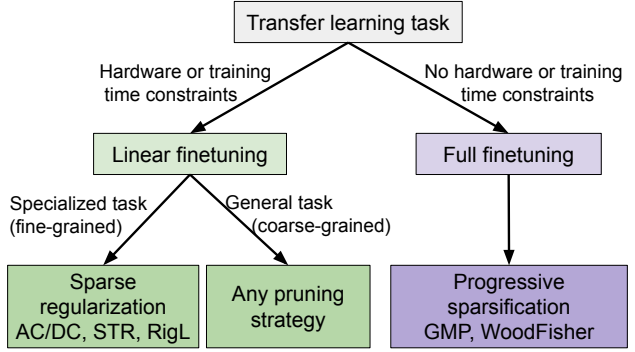 Transfer learning task
Hardware or training
time constraints
No hardware or training
time constraints
Linear finetuning
Full finetuning
Specialized task
(fine-grained)
General task
(coarse-grained)
Sparse
regularization
AC/DC, STR, RigL
Any pruning
strategy
Progressive
sparsification
GMP, WoodFisher